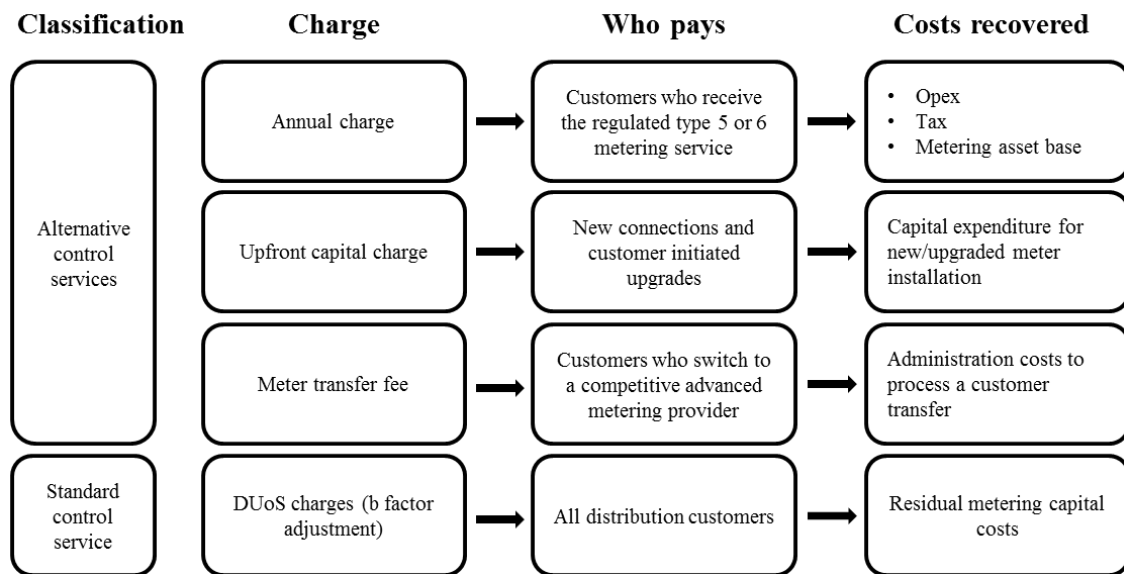 Classification
Charge
Who pays
Costs recovered
Alternative
control
services
Annual charge
Customers who receive
the regulated type 5 or 6
metering service
• Opex
• Tax
• Metering asset base
Upfront capital charge
New connections and
customer initiated
upgrades
Capital expenditure for
new/upgraded meter
installation
Meter transfer fee
Customers who switch to
a competitive advanced
metering provider
Administration costs to
process a customer
transfer
Standard
control
service
DUoS charges (b factor
adjustment)
All distribution customers
Residual metering capital
costs